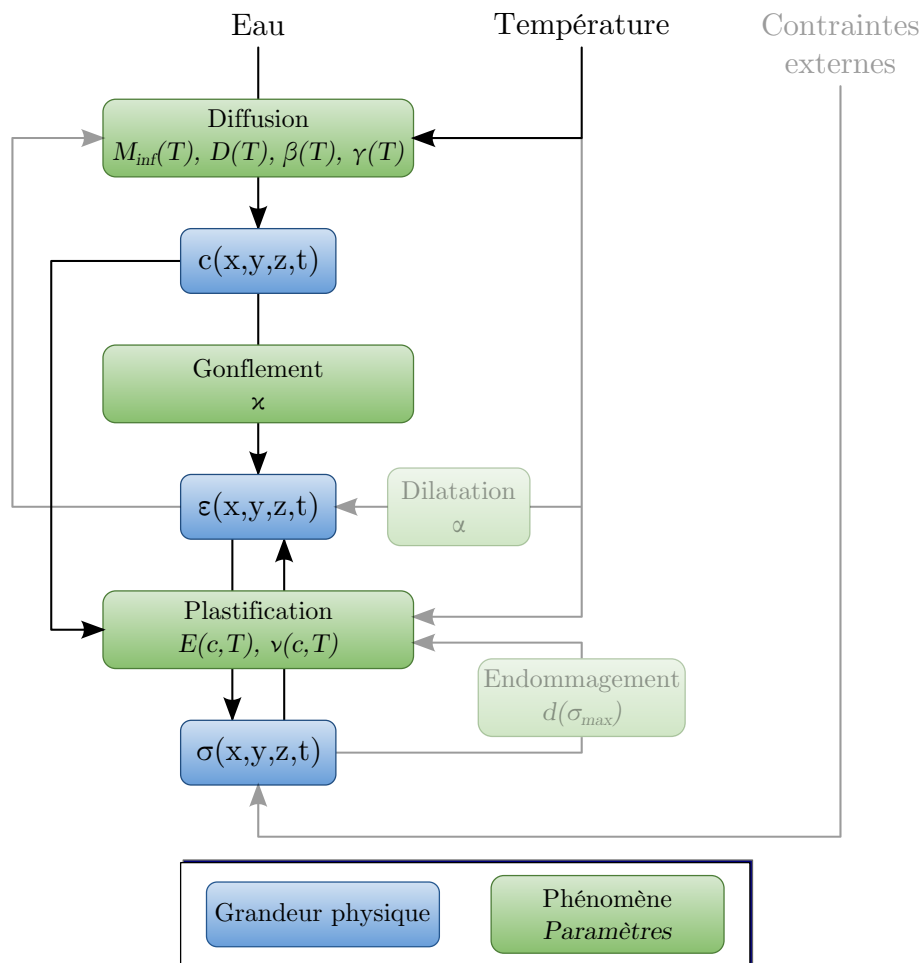 Eau
Température
Contraintes
externes
Diffusion
M_inf(T), D(T), β(T), γ(T)
c(x,y,z,t)
Gonflement
ϰ
ε(x,y,z,t)
Dilatation
α
Plastification
E(c,T), ν(c,T)
Endommagement
d(σ_max)
σ(x,y,z,t)
Grandeur physique
Phénomène
Paramètres